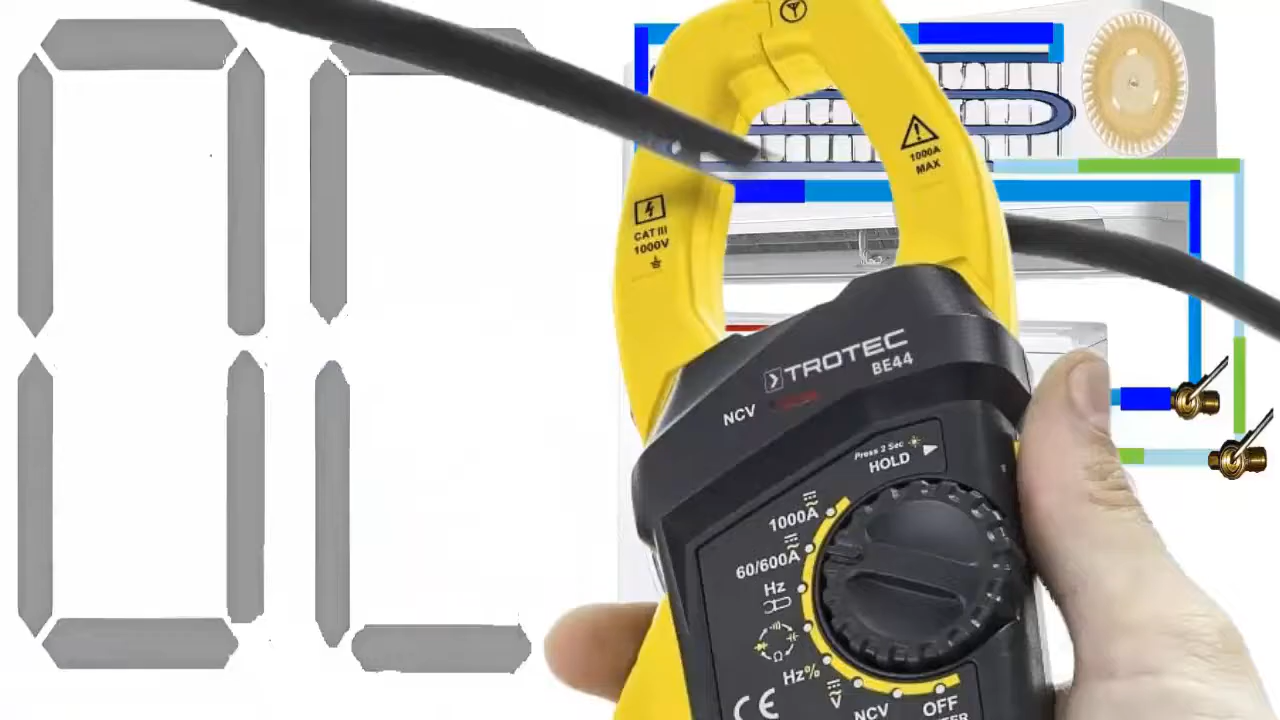 0C
1000A
MAX
CAT III
1000V
TROTEC
BE44
NCV
Press 2 Sec
HOLD
1000A
60/600A
Hz
Hz%
V
NCV
OFF
CE